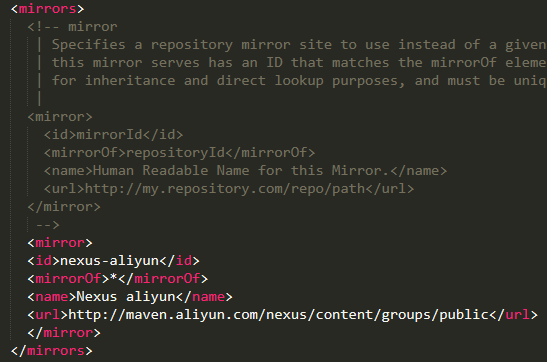 <mirrors>
<!-- mirror
| Specifies a repository mirror site to use instead of a given
| this mirror serves has an ID that matches the mirrorOf eleme
| for inheritance and direct lookup purposes, and must be uniq
|
<mirror>
<id>mirrorId</id>
<mirrorOf>repositoryId</mirrorOf>
<name>Human Readable Name for this Mirror.</name>
<url>http://my.repository.com/repo/path</url>
</mirror>
-->
<mirror>
<id>nexus-aliyun</id>
<mirrorOf>*</mirrorOf>
<name>Nexus aliyun</name>
<url>http://maven.aliyun.com/nexus/content/groups/public</url>
</mirror>
</mirrors>